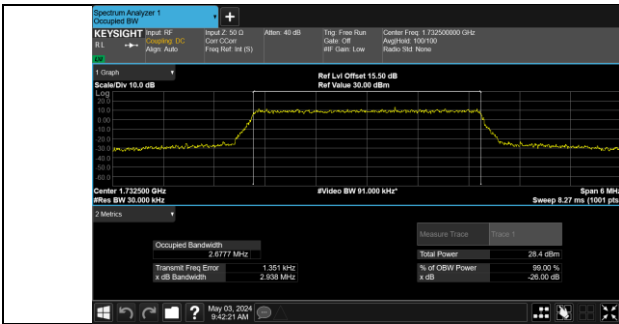 Spectrum Analyzer 1
Occupied BW
KEYSIGHT Input: RF Input Z: 50 Ω Atten: 40 dB Trig: Free Run Center Freq: 1.732500000 GHz
RL Coupling: DC Corr CCorr Gate: Off Avg|Hold: 100/100
Align: Auto Freq Ref: Int (S) #IF Gain: Low Radio Std: None
1 Graph
Ref Lvl Offset 15.50 dB
Scale/Div 10.0 dB Ref Value 30.00 dBm
Log
20.0
10.0
0.00
-10.0
-20.0
-30.0
-40.0
-50.0
-60.0
Center 1.732500 GHz #Video BW 91.000 kHz* Span 6 MHz
#Res BW 30.000 kHz Sweep 8.27 ms (1001 pts
2 Metrics
Measure Trace Trace 1
Occupied Bandwidth
2.6777 MHz Total Power 28.4 dBm
Transmit Freq Error 1.351 kHz % of OBW Power 99.00 %
x dB Bandwidth 2.938 MHz x dB -26.00 dB
May 03, 2024
9:42:21 AM